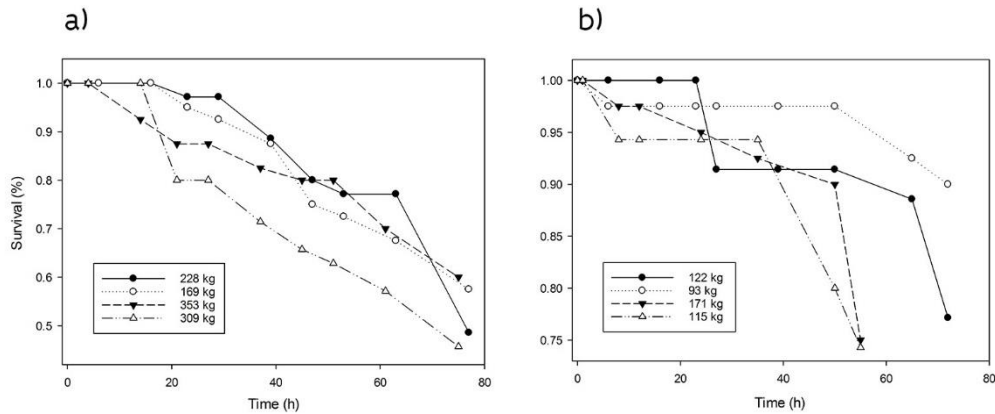 a)
1.0
0.9
0.8
0.7
0.6
0.5
Survival (%)
228 kg
169 kg
353 kg
309 kg
0 20 40 60 80
Time (h)
b)
1.00
0.95
0.90
0.85
0.80
0.75
122 kg
93 kg
171 kg
115 kg
0 20 40 60 80
Time (h)